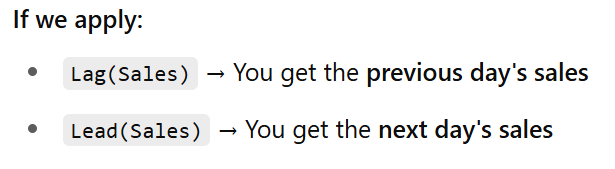 If we apply:
• Lag(Sales) → You get the previous day's sales
• Lead(Sales) → You get the next day's sales